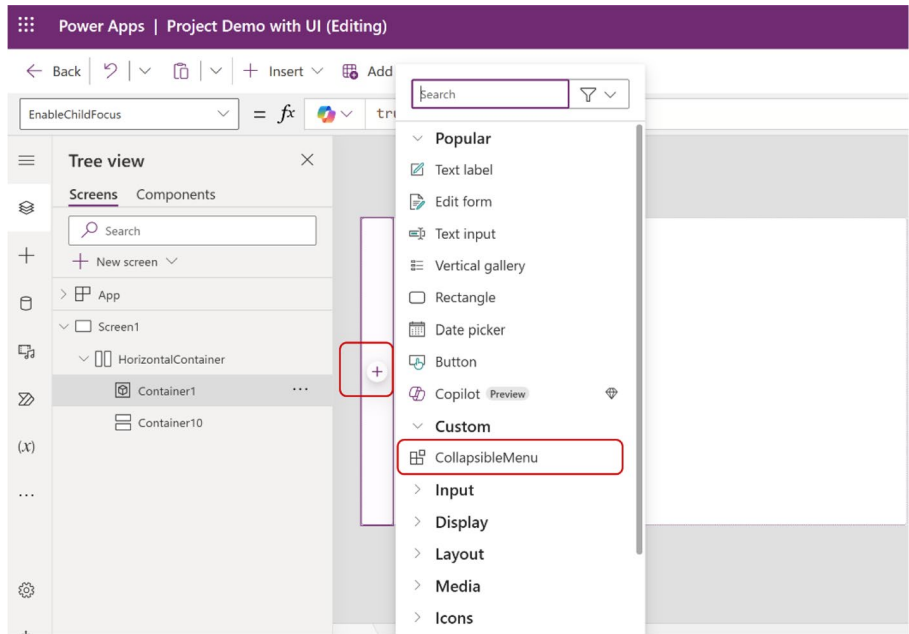 Power Apps | Project Demo with UI (Editing)
Back Insert Add
EnableChildFocus = fx
Tree view
Screens Components
Search
New screen
App
Screen1
HorizontalContainer
Container1 ...
Container10
(x)
...
Search
Popular
Text label
Edit form
Text input
Vertical gallery
Rectangle
Date picker
Button
Copilot Preview
Custom
CollapsibleMenu
Input
Display
Layout
Media
Icons